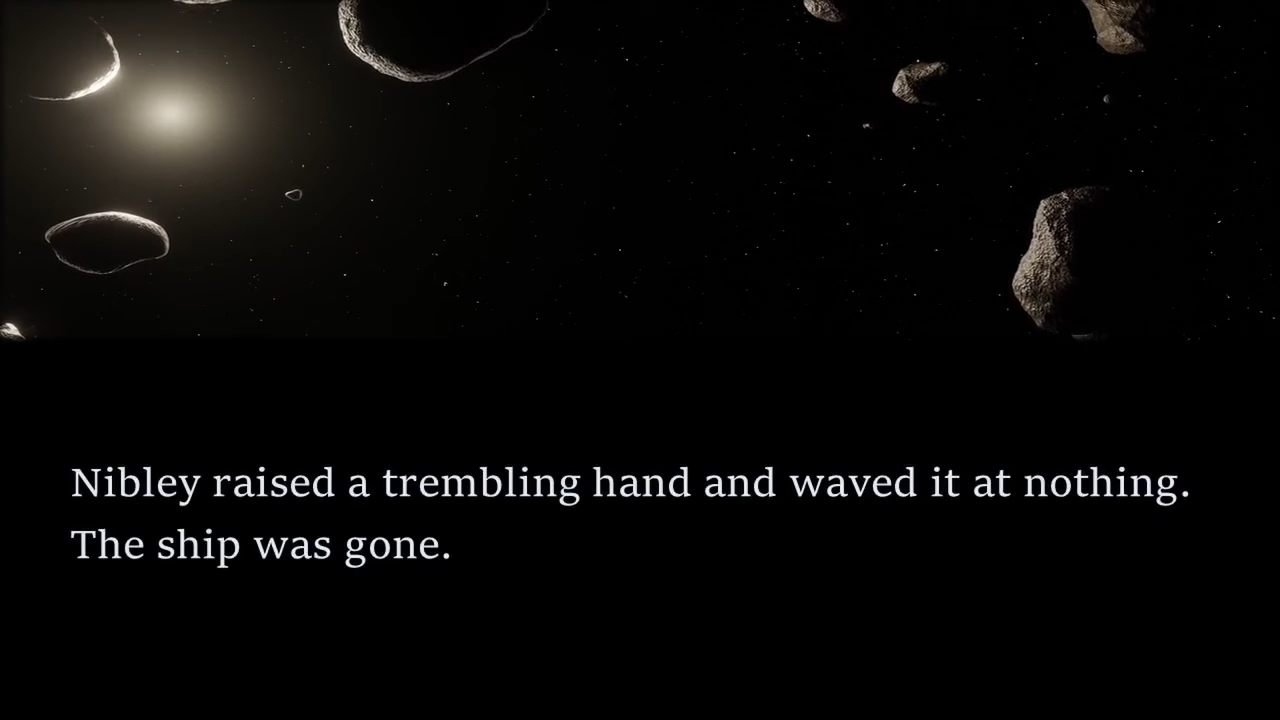 Nibley raised a trembling hand and waved it at nothing.
The ship was gone.